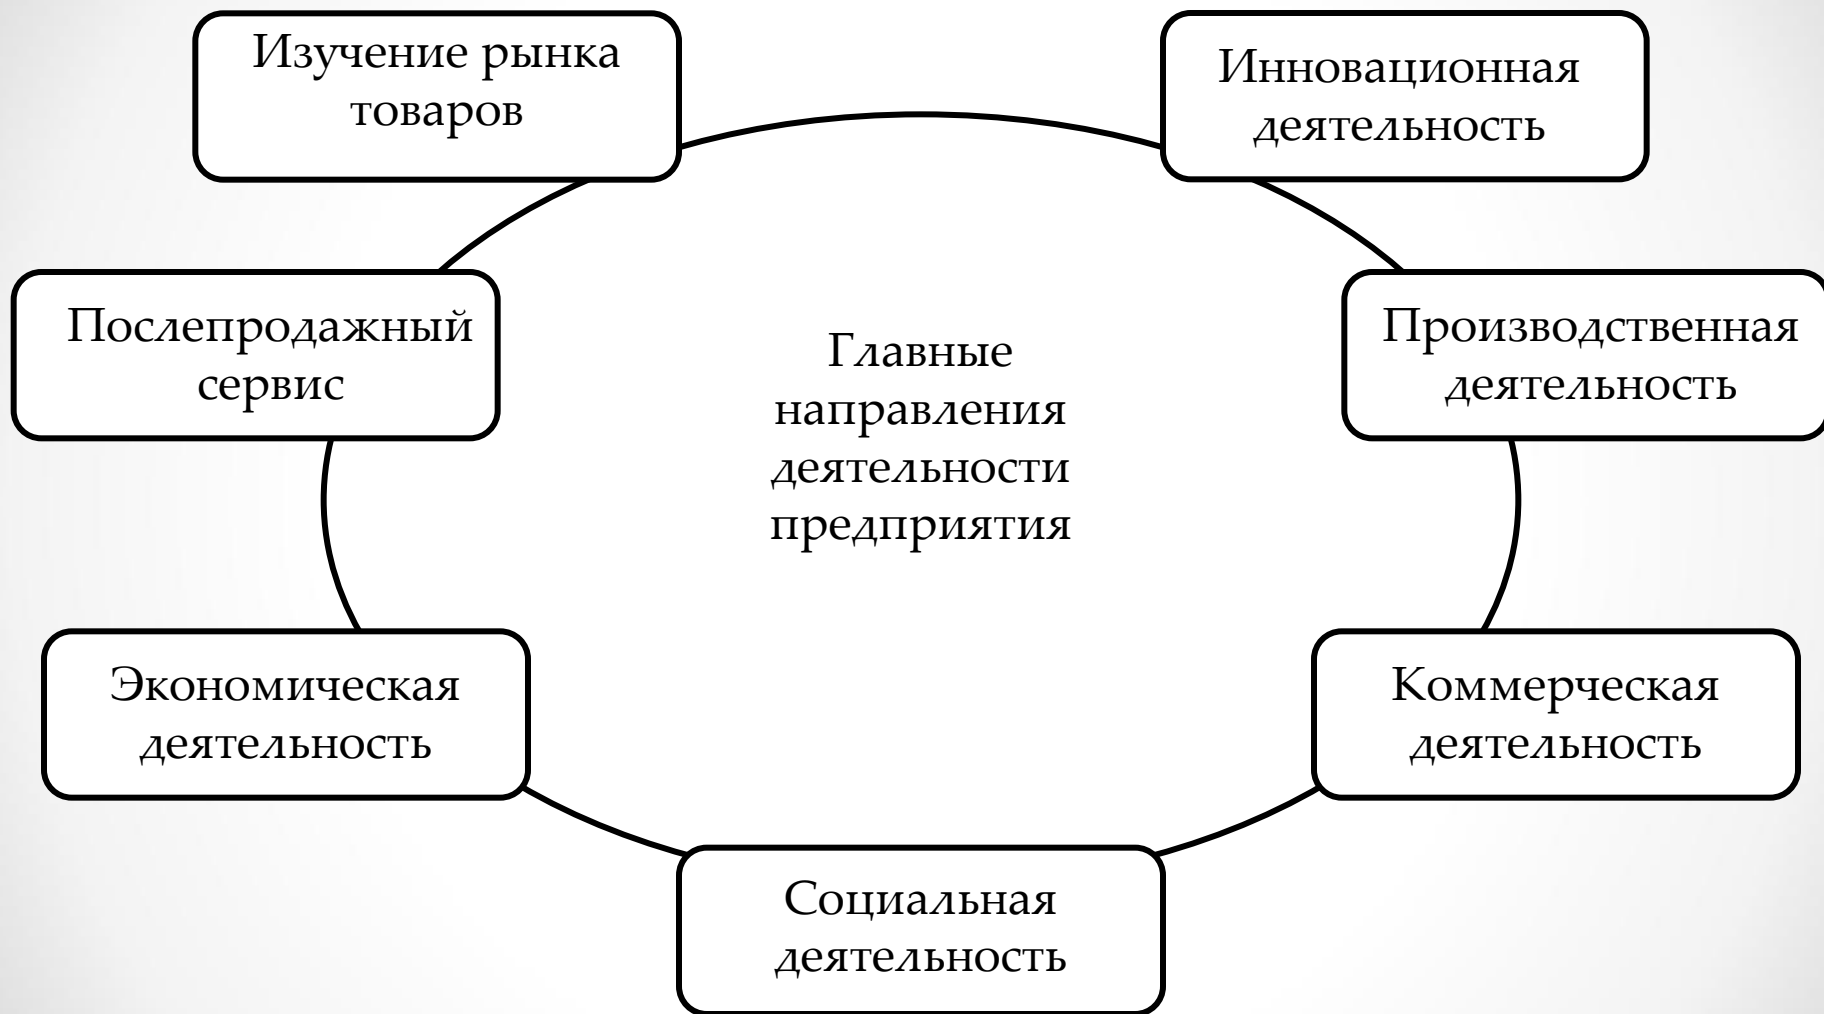 Изучение рынка
товаров
Инновационная
деятельность
Послепродажный
сервис
Главные
направления
деятельности
предприятия
Производственная
деятельность
Экономическая
деятельность
Коммерческая
деятельность
Социальная
деятельность